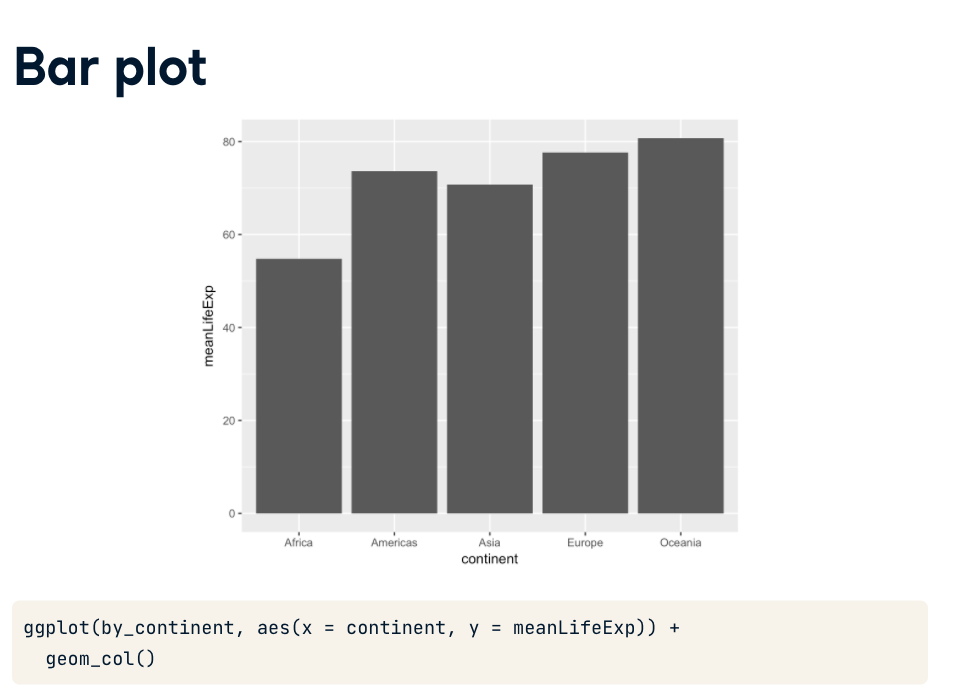 Bar plot
80
60
40
20
0
meanLifeExp
Africa Americas Asia Europe Oceania
continent
ggplot(by_continent, aes(x = continent, y = meanLifeExp)) +
  geom_col()